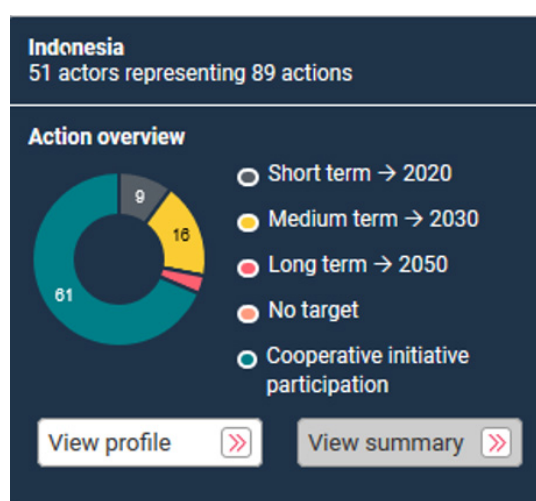 Indonesia
51 actors representing 89 actions
Action overview
9
16
61
Short term → 2020
Medium term → 2030
Long term → 2050
No target
Cooperative initiative
participation
View profile
View summary